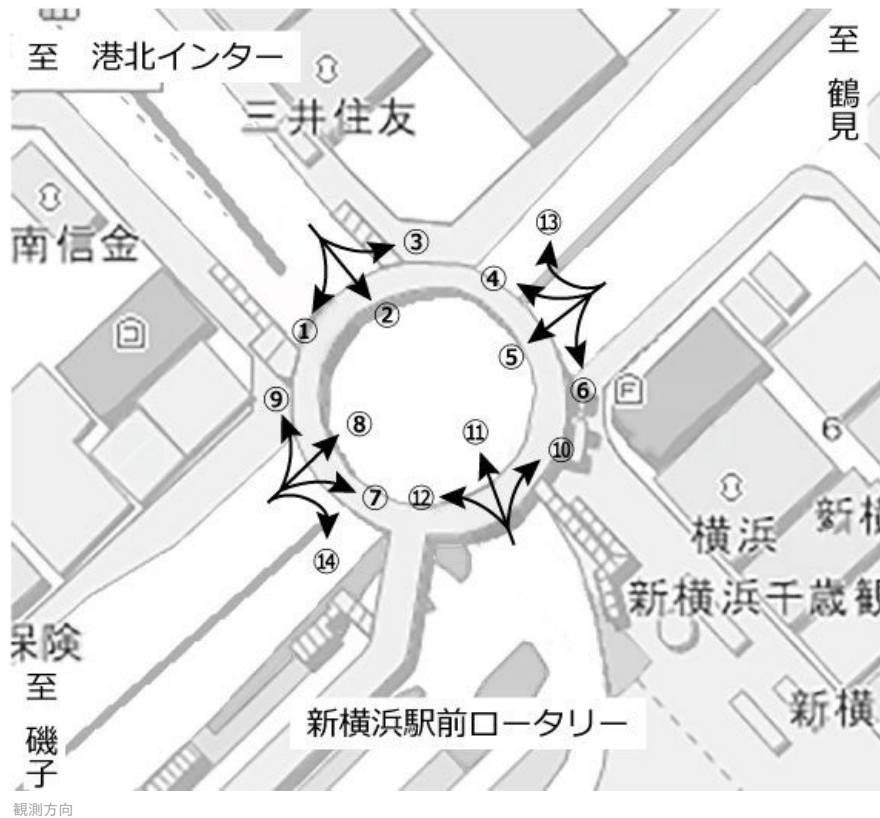 至 港北インター
至 鶴見
三井住友
南信金
③
⑬
④
②
①
⑤
⑥
F
⑨
⑧
⑪
⑩
6
⑦
⑫
横浜
新横
⑭
新横浜千歳観
保険
至 磯子
新横浜駅前ロータリー
新横
観測方向